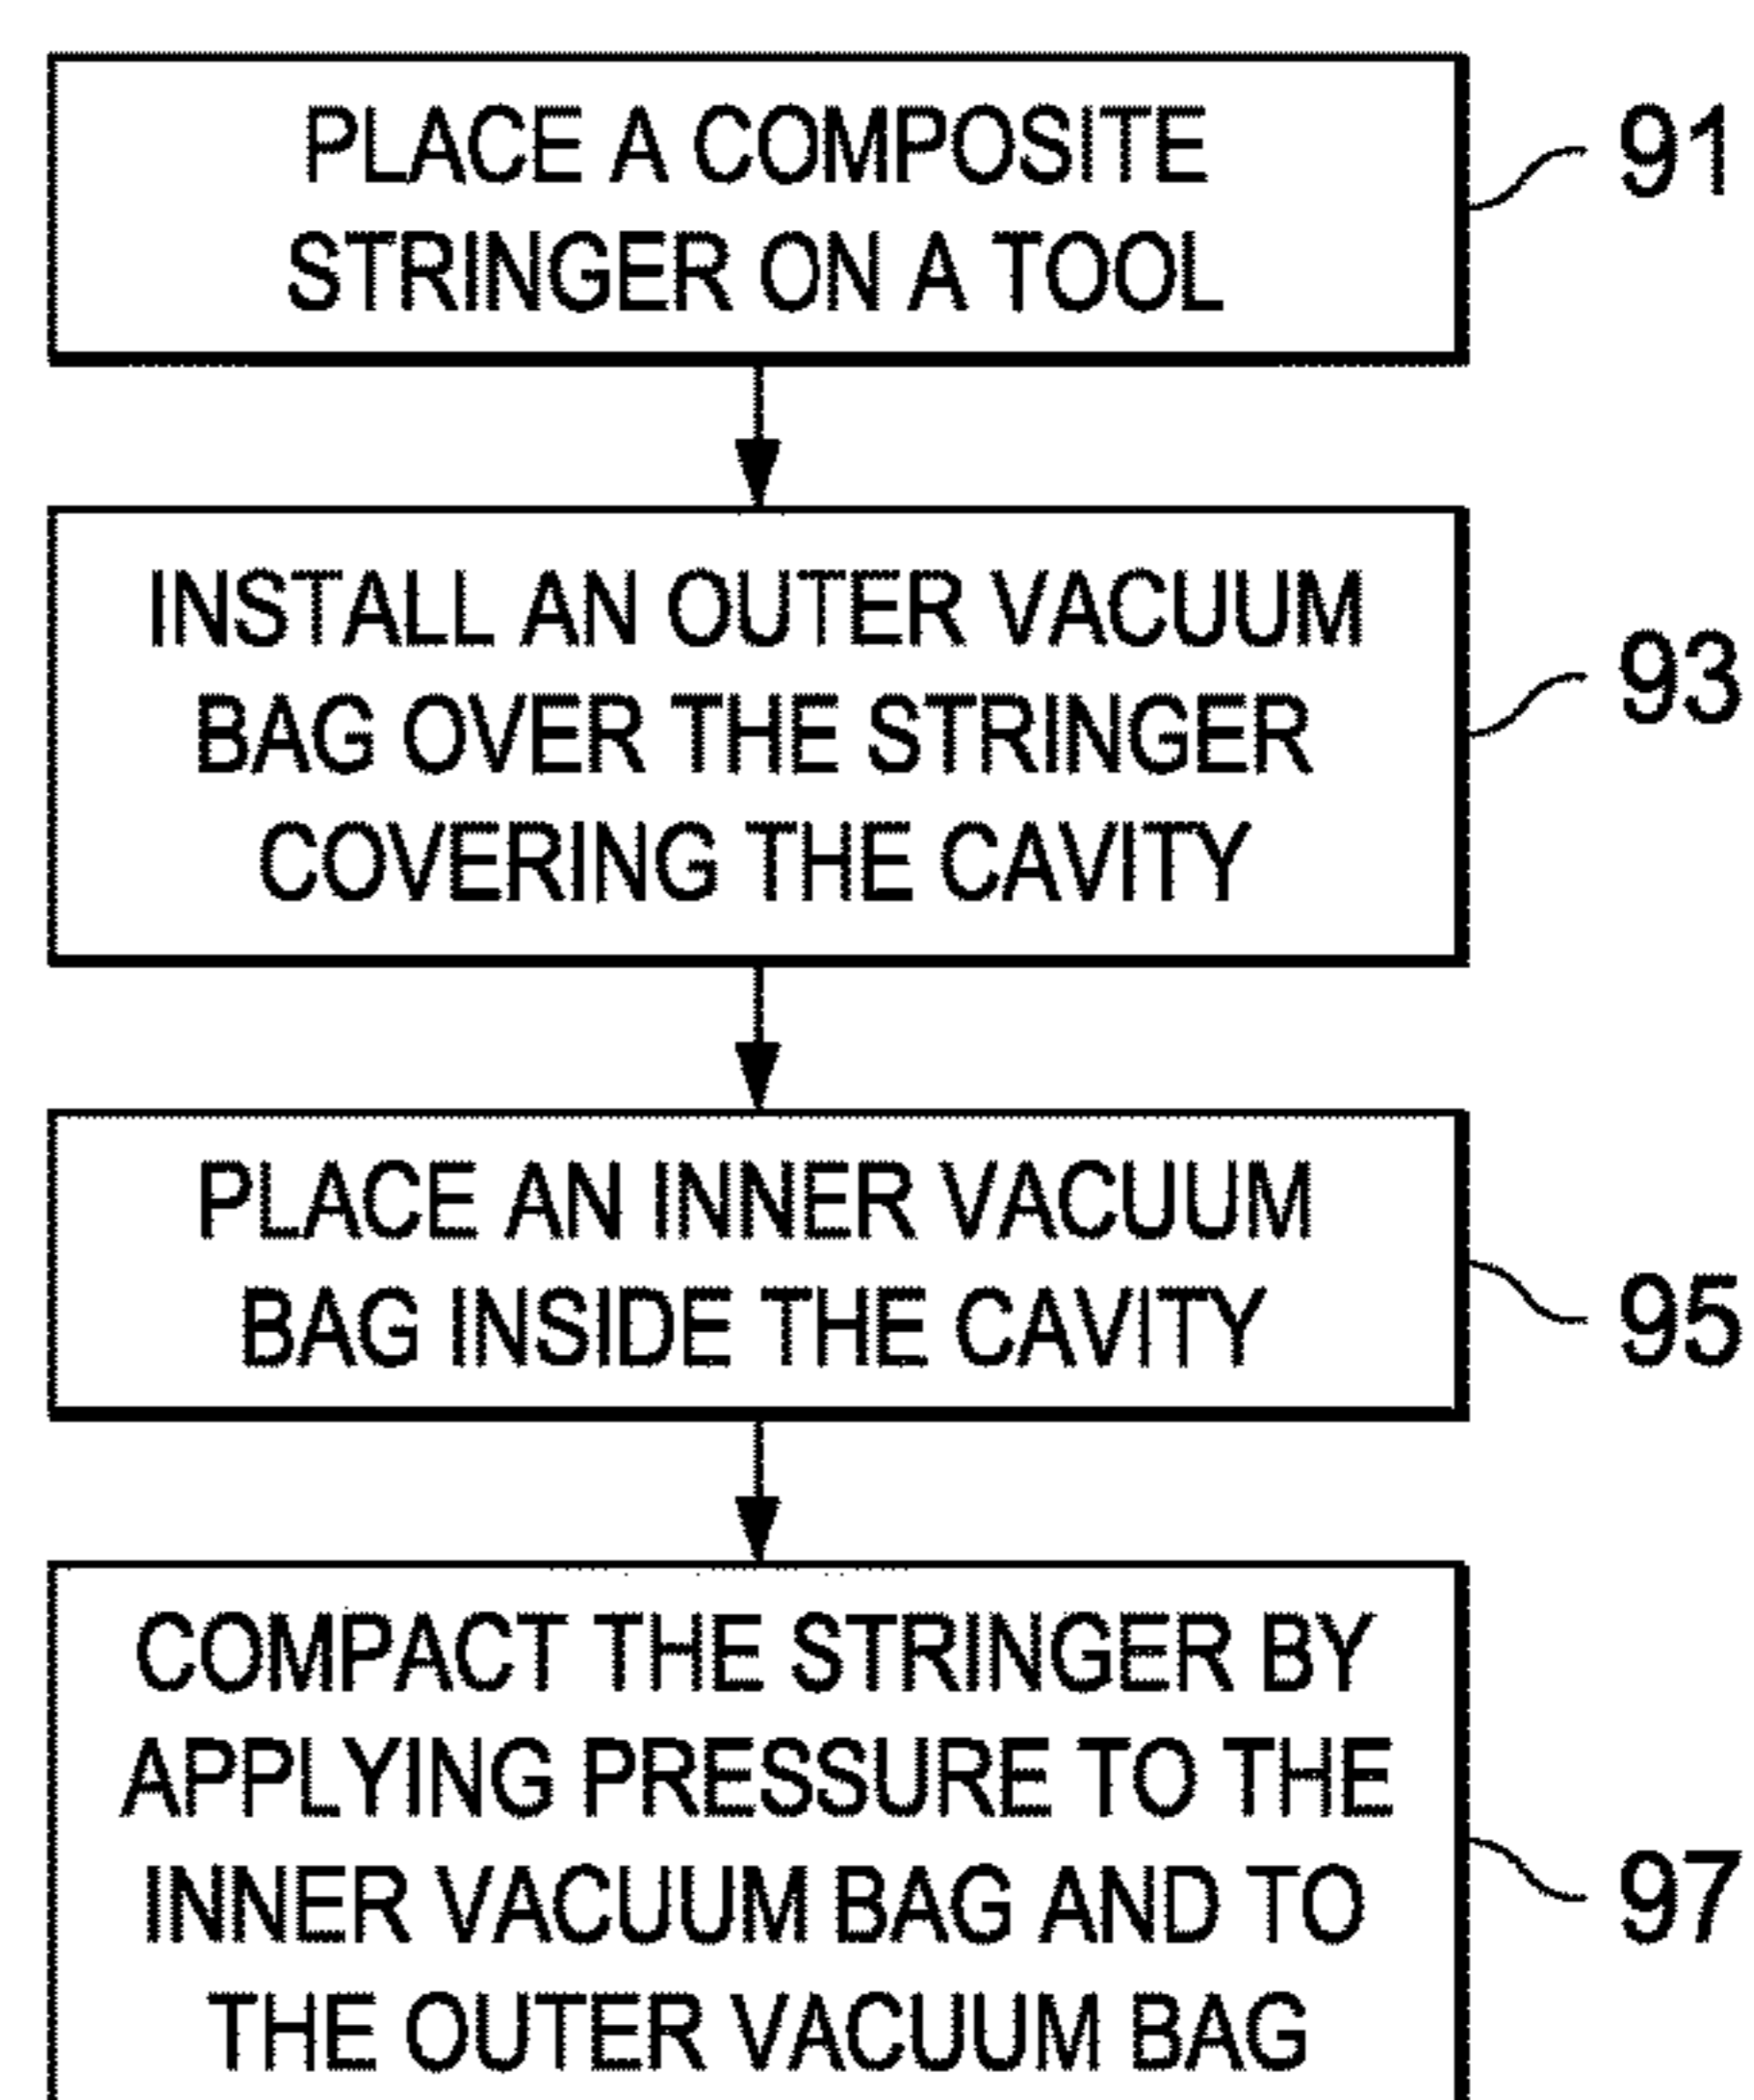 PLACE A COMPOSITE
STRINGER ON A TOOL
91
INSTALL AN OUTER VACUUM
BAG OVER THE STRINGER
COVERING THE CAVITY
93
PLACE AN INNER VACUUM
BAG INSIDE THE CAVITY
95
COMPACT THE STRINGER BY
APPLYING PRESSURE TO THE
INNER VACUUM BAG AND TO
THE OUTER VACUUM BAG
97